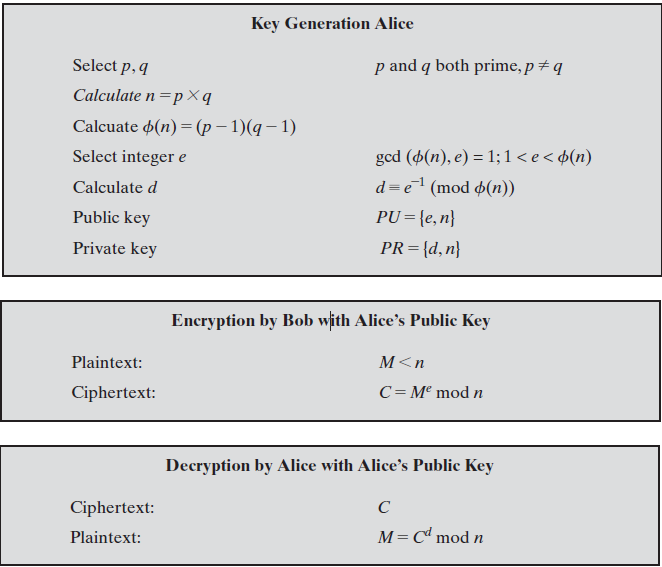 Key Generation Alice
Select p, q p and q both prime, p ≠ q
Calculate n = p × q
Calcuate ϕ(n) = (p − 1)(q − 1)
Select integer e gcd (ϕ(n), e) = 1; 1 < e < ϕ(n)
Calculate d d ≡ e⁻¹ (mod ϕ(n))
Public key PU = {e, n}
Private key PR = {d, n}
Encryption by Bob with Alice's Public Key
Plaintext: M < n
Ciphertext: C = Mᵉ mod n
Decryption by Alice with Alice's Public Key
Ciphertext: C
Plaintext: M = Cᵈ mod n